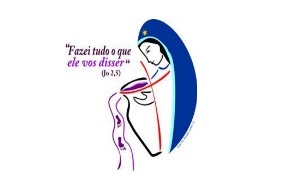 "Fazei tudo o que
ele vos disser"
(Jo 2,5)